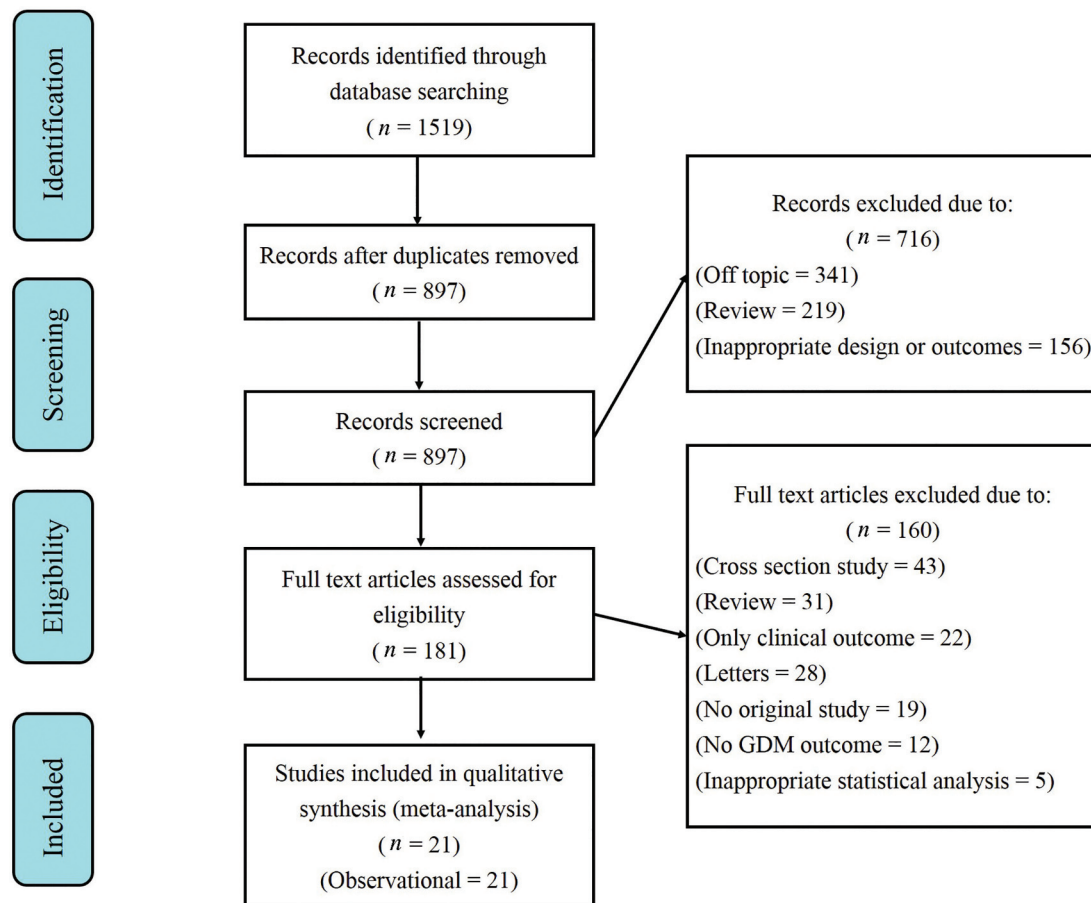 Identification
Records identified through
database searching
(n = 1519)
Records after duplicates removed
(n = 897)
Screening
Records screened
(n = 897)
Records excluded due to:
(n = 716)
(Off topic = 341)
(Review = 219)
(Inappropriate design or outcomes = 156)
Eligibility
Full text articles assessed for
eligibility
(n = 181)
Full text articles excluded due to:
(n = 160)
(Cross section study = 43)
(Review = 31)
(Only clinical outcome = 22)
(Letters = 28)
(No original study = 19)
(No GDM outcome = 12)
(Inappropriate statistical analysis = 5)
Included
Studies included in qualitative
synthesis (meta-analysis)
(n = 21)
(Observational = 21)